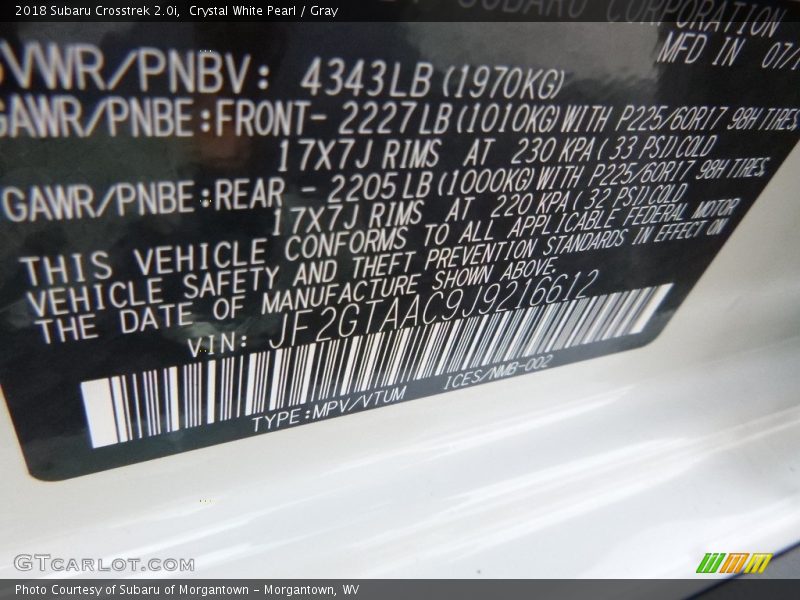 2018 Subaru Crosstrek 2.0i, Crystal White Pearl / Gray
SUBARU CORPORATION
MFD IN 07/1
GVWR/PNBV: 4343LB (1970KG)
GAWR/PNBE:FRONT- 2227LB (1010KG) WITH P225/60R17 98H TIRES,
17X7J RIMS AT 230 KPA ( 33 PSI) COLD
GAWR/PNBE:REAR - 2205LB (1000KG) WITH P225/60R17 98H TIRES,
17X7J RIMS AT 220 KPA ( 32 PSI) COLD
THIS VEHICLE CONFORMS TO ALL APPLICABLE FEDERAL MOTOR
VEHICLE SAFETY AND THEFT PREVENTION STANDARDS IN EFFECT ON
THE DATE OF MANUFACTURE SHOWN ABOVE.
VIN: JF2GTAAC9J9216612
TYPE:MPV/VTUM ICES/NMB-002
GTCARLOT.COM
Photo Courtesy of Subaru of Morgantown - Morgantown, WV